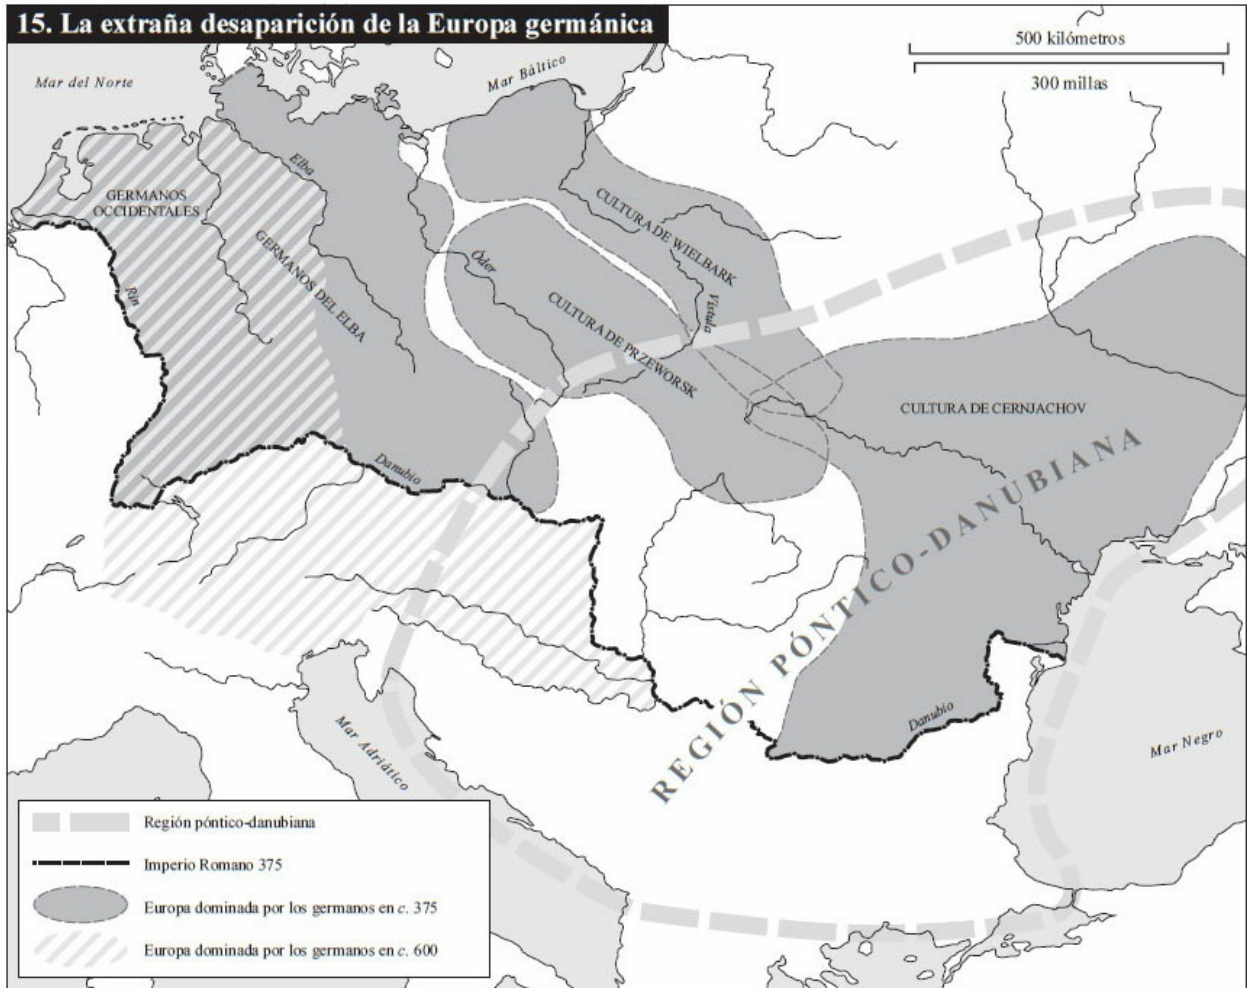 15. La extraña desaparición de la Europa germánica
500 kilómetros
300 millas
Mar del Norte
Mar Báltico
Elba
GERMANOS
OCCIDENTALES
CULTURA DE WIELBARK
GERMANOS DEL ELBA
Óder
Rin
Vístula
CULTURA DE PRZEWORSK
CULTURA DE CERNJACHOV
Danubio
REGIÓN PÓNTICO-DANUBIANA
Danubio
Mar Adriático
Mar Negro
Región póntico-danubiana
Imperio Romano 375
Europa dominada por los germanos en c. 375
Europa dominada por los germanos en c. 600